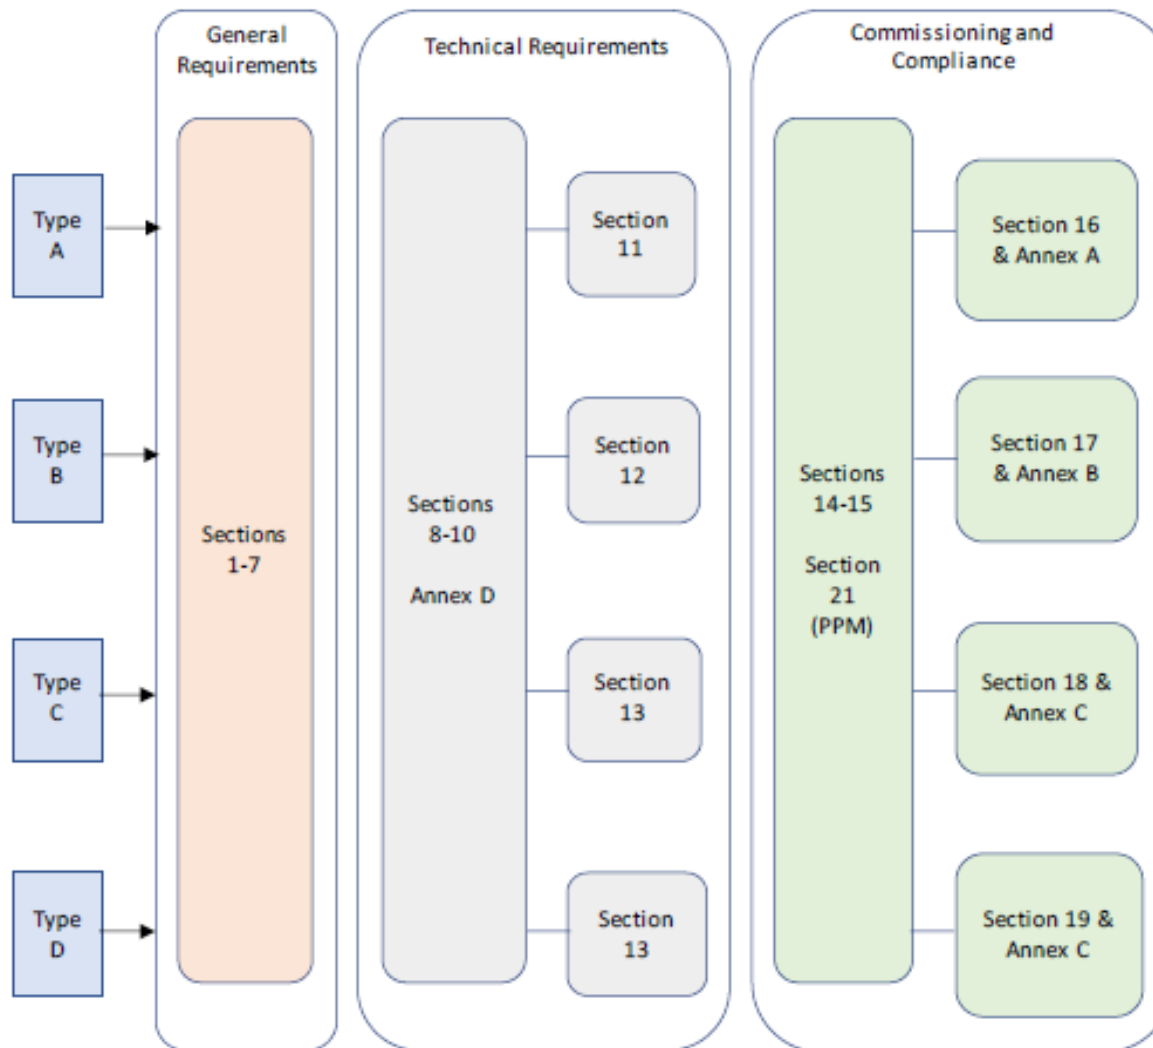 General
Requirements
Technical Requirements
Commissioning and
Compliance
Type
A
Type
B
Type
C
Type
D
Sections
1-7
Sections
8-10
Annex D
Section
11
Section
12
Section
13
Section
13
Sections
14-15
Section
21
(PPM)
Section 16
& Annex A
Section 17
& Annex B
Section 18 &
Annex C
Section 19 &
Annex C